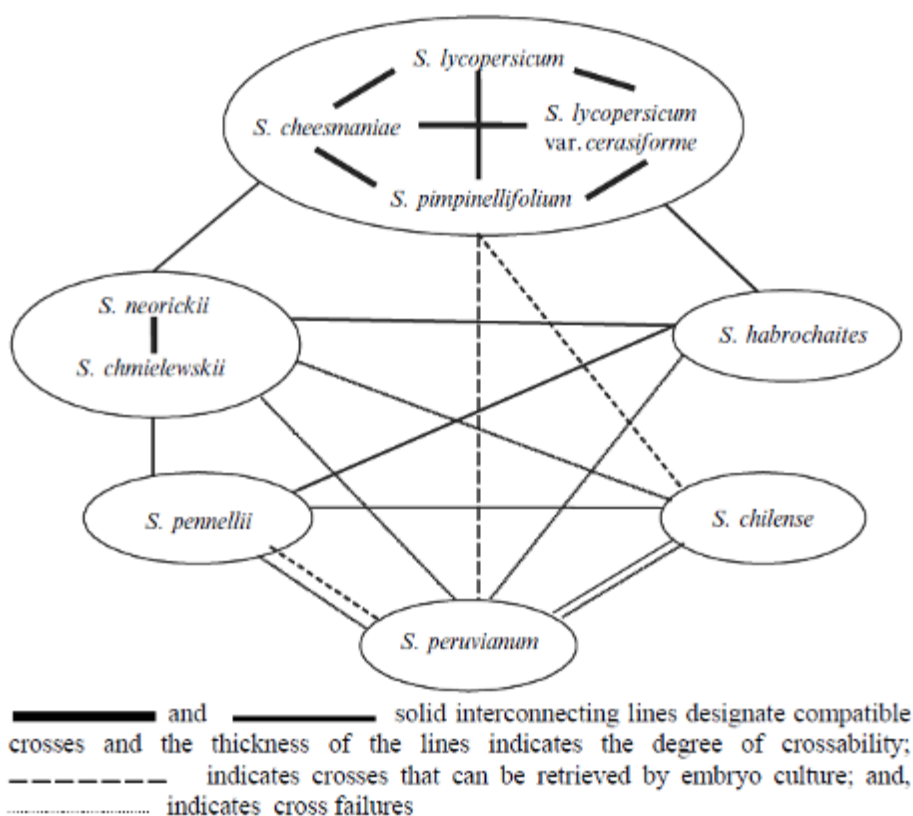 S. lycopersicum
S. cheesmaniae
S. lycopersicum
var. cerasiforme
S. pimpinellifolium
S. neorickii
S. chmielewskii
S. habrochaites
S. pennellii
S. chilense
S. peruvianum
and solid interconnecting lines designate compatible
crosses and the thickness of the lines indicates the degree of crossability;
indicates crosses that can be retrieved by embryo culture; and,
indicates cross failures